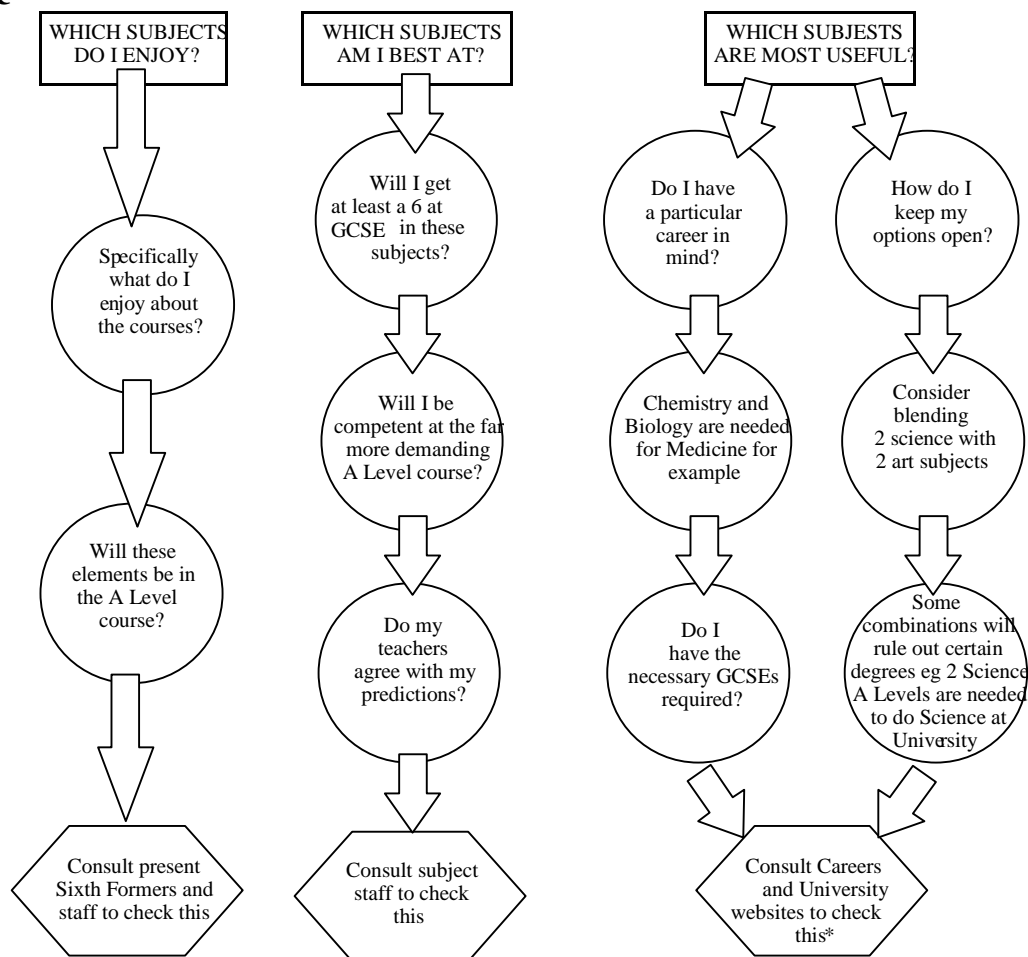 WHICH SUBJECTS
DO I ENJOY?
Specifically
what do I
enjoy about
the courses?
Will these
elements be in
the A Level
course?
Consult present
Sixth Formers and
staff to check this
WHICH SUBJECTS
AM I BEST AT?
Will I get
at least a 6 at
GCSE in these
subjects?
Will I be
competent at the far
more demanding
A Level course?
Do my
teachers
agree with my
predictions?
Consult subject
staff to check
this
WHICH SUBJESTS
ARE MOST USEFUL?
Do I have
a particular
career in
mind?
Chemistry and
Biology are needed
for Medicine for
example
Do I
have the
necessary GCSEs
required?
How do I
keep my
options open?
Consider
blending
2 science with
2 art subjects
Some
combinations will
rule out certain
degrees eg 2 Science
A Levels are needed
to do Science at
University
Consult Careers
and University
websites to check
this*